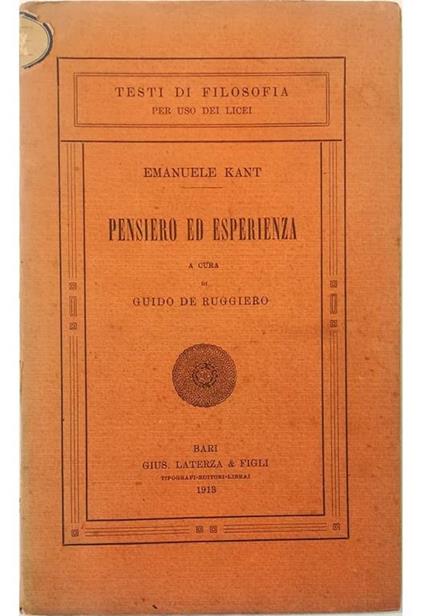 TESTI DI FILOSOFIA
PER USO DEI LICEI
EMANUELE KANT
PENSIERO ED ESPERIENZA
A CURA
DI
GUIDO DE RUGGIERO
BARI
GIUS. LATERZA & FIGLI
TIPOGRAFI-EDITORI-LIBRAI
1913